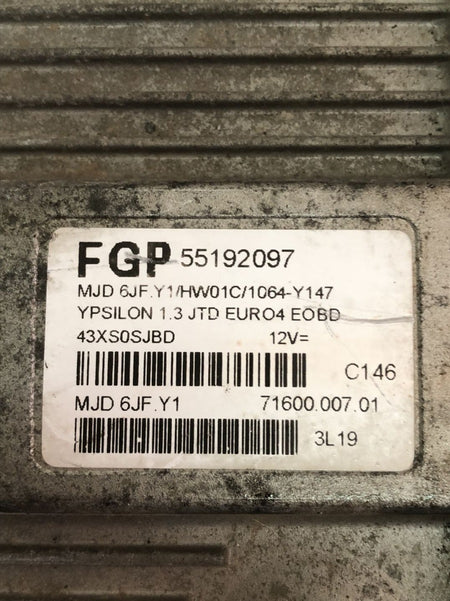 FGP 55192097
MJD 6JF.Y1/HW01C/1064-Y147
YPSILON 1.3 JTD EURO4 EOBD
43XS0SJBD 12V=
C146
MJD 6JF.Y1 71600.007.01
3L19